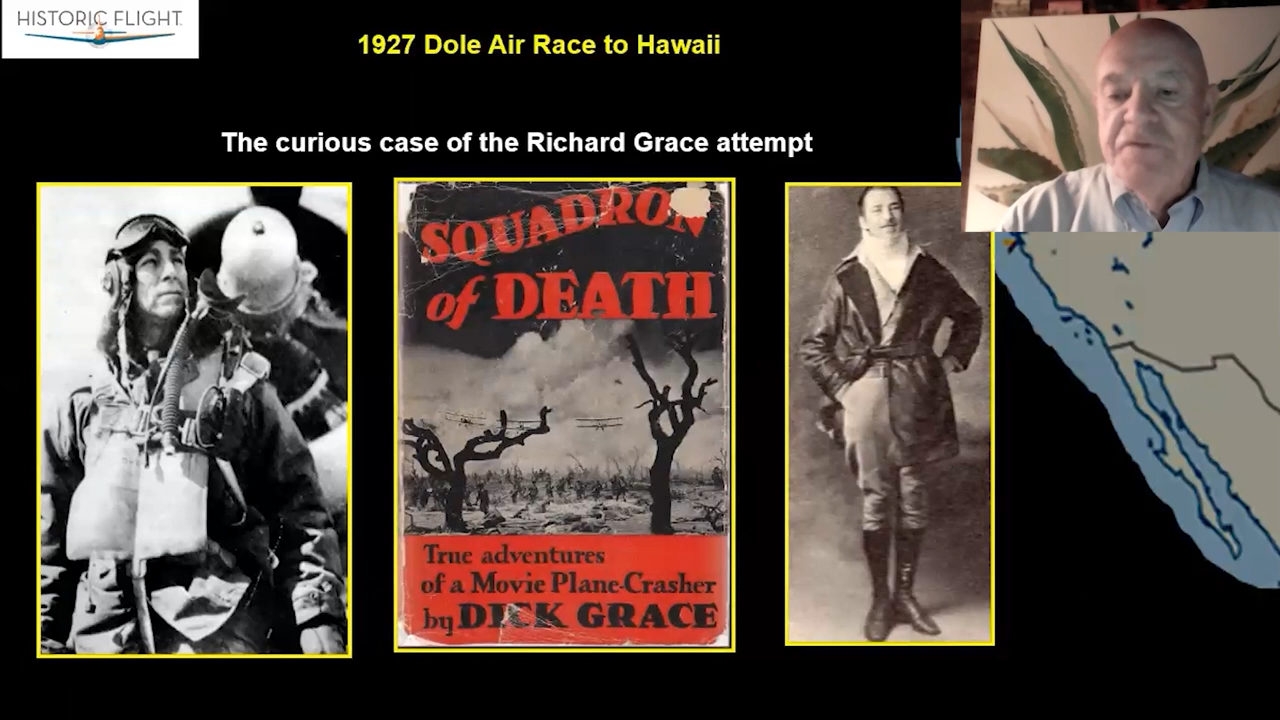 HISTORIC FLIGHT
1927 Dole Air Race to Hawaii
The curious case of the Richard Grace attempt
SQUADRON
of DEATH
True adventures
of a Movie Plane-Crasher
by DICK GRACE